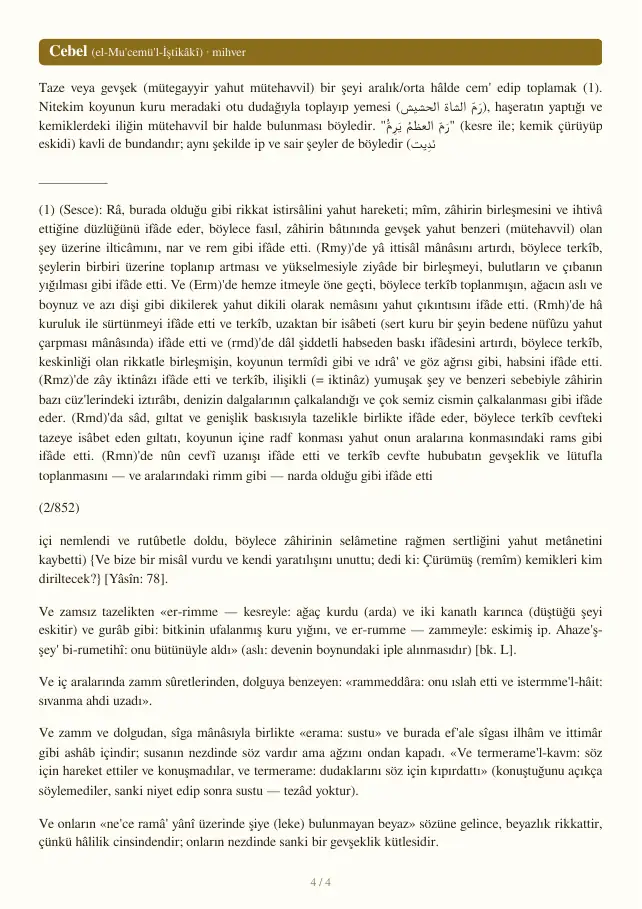 Cebel (el-Mu'cemü'l-İştikâkî) · mihver
Taze veya gevşek (mütegayyir yahut mütehavvil) bir şeyi aralık/orta hâlde cem' edip toplamak (1).
Nitekim koyunun kuru meradaki otu dudağıyla toplayıp yemesi (رَمّ الشاة الحشيش), haşeratın yaptığı ve
kemiklerdeki iliğin mütehavvil bir halde bulunması böyledir. "رَمّ العظمُ يَرِمُّ" (kesre ile; kemik çürüyüp
eskidi) kavli de bundandır; aynı şekilde ip ve sair şeyler de böyledir (نَدِيت
(1) (Sesce): Râ, burada olduğu gibi rikkat istirsâlini yahut hareketi; mîm, zâhirin birleşmesini ve ihtivâ
ettiğine düzlüğünü ifâde eder, böylece fasıl, zâhirin bâtınında gevşek yahut benzeri (mütehavvil) olan
şey üzerine ilticâmını, nar ve rem gibi ifâde etti. (Rmy)'de yâ ittisâl mânâsını artırdı, böylece terkîb,
şeylerin birbiri üzerine toplanıp artması ve yükselmesiyle ziyâde bir birleşmeyi, bulutların ve çıbanın
yığılması gibi ifâde etti. Ve (Erm)'de hemze itmeyle öne geçti, böylece terkîb toplanmışın, ağacın aslı ve
boynuz ve azı dişi gibi dikilerek yahut dikili olarak nemâsını yahut çıkıntısını ifâde etti. (Rmh)'de hâ
kuruluk ile sürtünmeyi ifâde etti ve terkîb, uzaktan bir isâbeti (sert kuru bir şeyin bedene nüfûzu yahut
çarpması mânâsında) ifâde etti ve (rmd)'de dâl şiddetli habseden baskı ifâdesini artırdı, böylece terkîb,
keskinliği olan rikkatle birleşmişin, koyunun termîdi gibi ve ıdrâ' ve göz ağrısı gibi, habsini ifâde etti.
(Rmz)'de zây iktinâzı ifâde etti ve terkîb, ilişikli (= iktinâz) yumuşak şey ve benzeri sebebiyle zâhirin
bazı cüz'lerindeki iztırâbı, denizin dalgalarının çalkalandığı ve çok semiz cismin çalkalanması gibi ifâde
eder. (Rmd)'da sâd, gıltat ve genişlik baskısıyla tazelikle birlikte ifâde eder, böylece terkîb cevfteki
tazeye isâbet eden gıltatı, koyunun içine radf konması yahut onun aralarına konmasındaki rams gibi
ifâde etti. (Rmn)'de nûn cevfî uzanışı ifâde etti ve terkîb cevfte hububatın gevşeklik ve lütufla
toplanmasını — ve aralarındaki rimm gibi — narda olduğu gibi ifâde etti
(2/852)
içi nemlendi ve rutûbetle doldu, böylece zâhirinin selâmetine rağmen sertliğini yahut metânetini
kaybetti) {Ve bize bir misâl vurdu ve kendi yaratılışını unuttu; dedi ki: Çürümüş (remîm) kemikleri kim
diriltecek?} [Yâsîn: 78].
Ve zamsız tazelikten «er-rimme — kesreyle: ağaç kurdu (arda) ve iki kanatlı karınca (düştüğü şeyi
eskitir) ve gurâb gibi: bitkinin ufalanmış kuru yığını, ve er-rumme — zammeyle: eskimiş ip. Ahaze'ş-
şey' bi-rumetihî: onu bütünüyle aldı» (aslı: devenin boynundaki iple alınmasıdır) [bk. L].
Ve iç aralarında zamm sûretlerinden, dolguya benzeyen: «rammeddâra: onu ıslah etti ve istermme'l-hâit:
sıvanma ahdi uzadı».
Ve zamm ve dolgudan, sîga mânâsıyla birlikte «erama: sustu» ve burada ef'ale sîgası ilhâm ve ittimâr
gibi ashâb içindir; susanın nezdinde söz vardır ama ağzını ondan kapadı. «Ve termerame'l-kavm: söz
için hareket ettiler ve konuşmadılar, ve termerame: dudaklarını söz için kıpırdattı» (konuştuğunu açıkça
söylemediler, sanki niyet edip sonra sustu — tezâd yoktur).
Ve onların «ne'ce ramâ' yânî üzerinde şiye (leke) bulunmayan beyaz» sözüne gelince, beyazlık rikkattir,
çünkü hâlilik cinsindendir; onların nezdinde sanki bir gevşeklik kütlesidir.
4 / 4